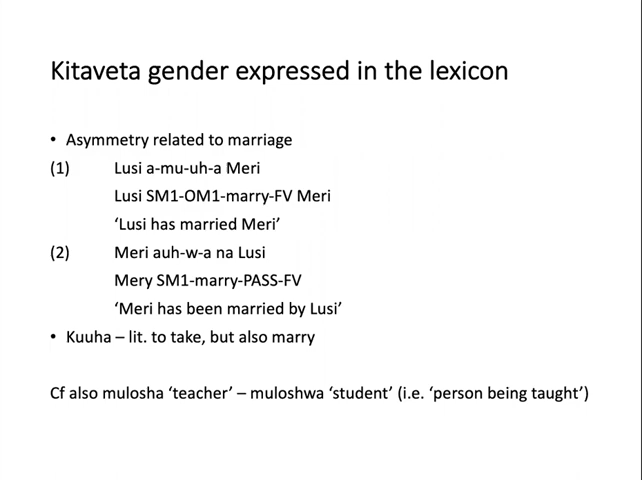 Kitaveta gender expressed in the lexicon
• Asymmetry related to marriage
(1) Lusi a-mu-uh-a Meri
Lusi SM1-OM1-marry-FV Meri
‘Lusi has married Meri’
(2) Meri auh-w-a na Lusi
Mery SM1-marry-PASS-FV
‘Meri has been married by Lusi’
• Kuuha – lit. to take, but also marry
Cf also mulosha ‘teacher’ – muloshwa ‘student’ (i.e. ‘person being taught’)